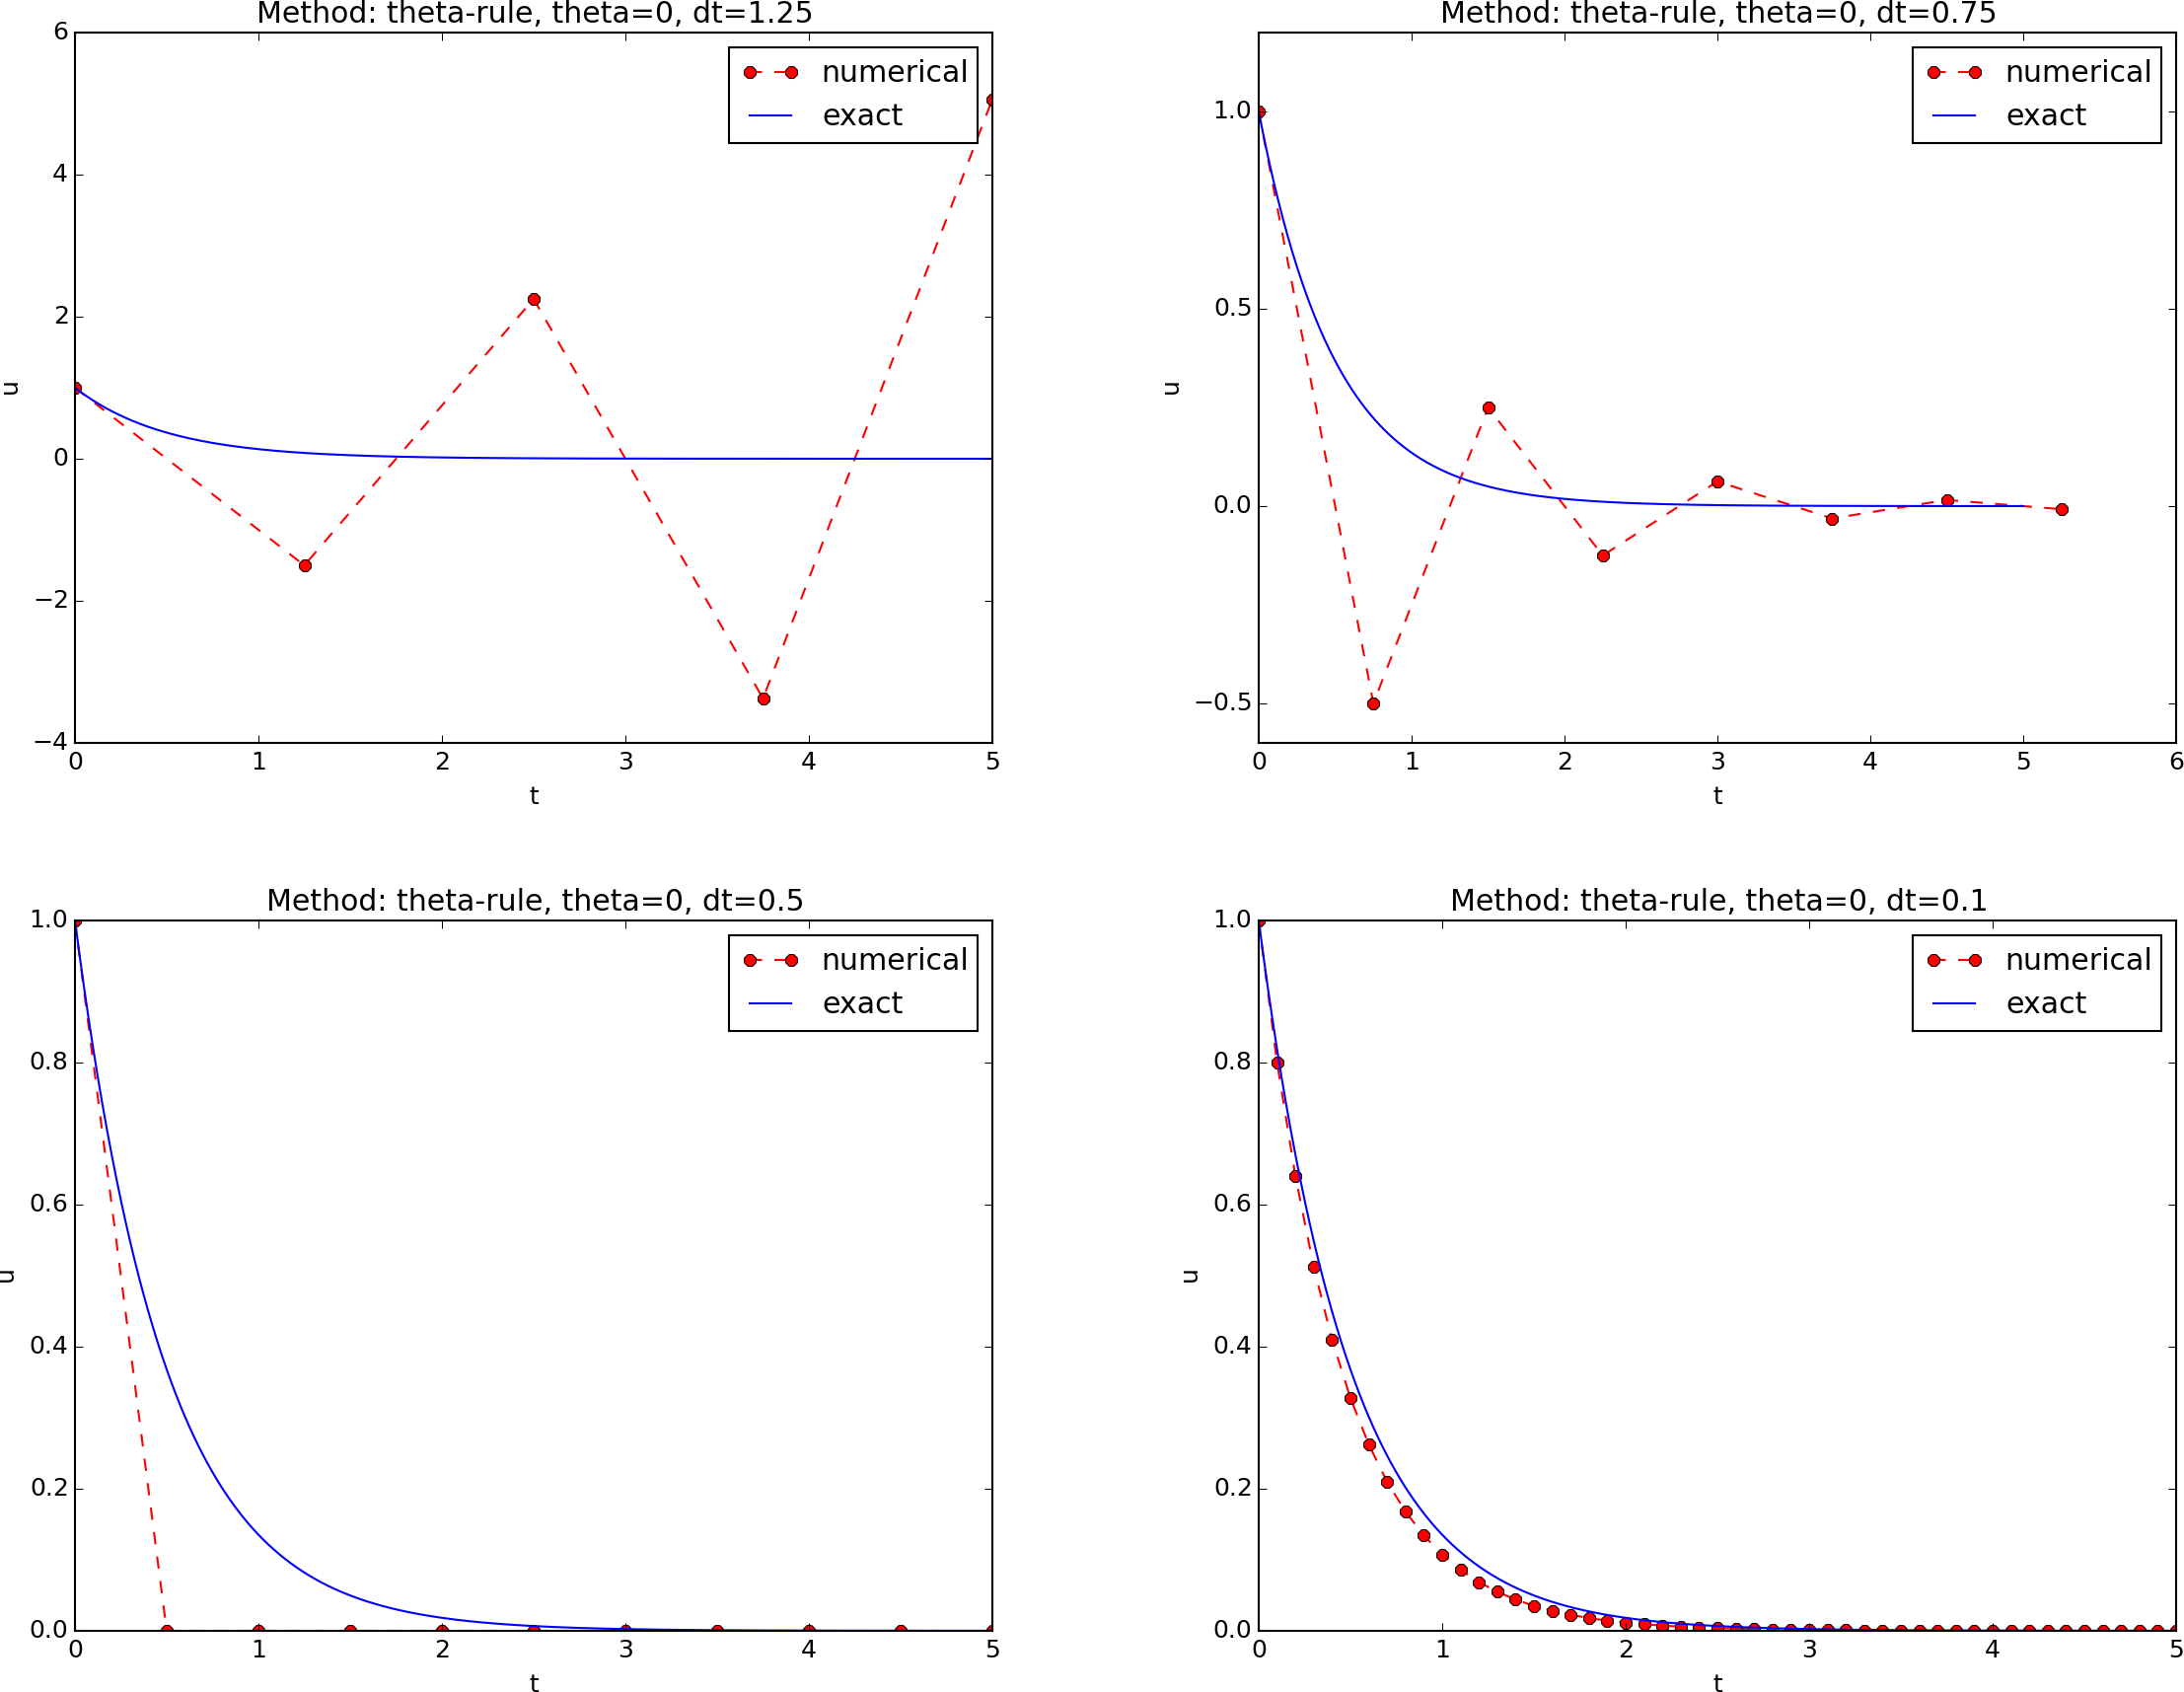 Method: theta-rule, theta=0, dt=1.25
6
4
2
0
−2
−4
u
0 1 2 3 4 5
t
numerical
exact
Method: theta-rule, theta=0, dt=0.75
1.0
0.5
0.0
−0.5
u
0 1 2 3 4 5 6
t
numerical
exact
Method: theta-rule, theta=0, dt=0.5
1.0
0.8
0.6
0.4
0.2
0.0
u
0 1 2 3 4 5
t
numerical
exact
Method: theta-rule, theta=0, dt=0.1
1.0
0.8
0.6
0.4
0.2
0.0
u
0 1 2 3 4 5
t
numerical
exact